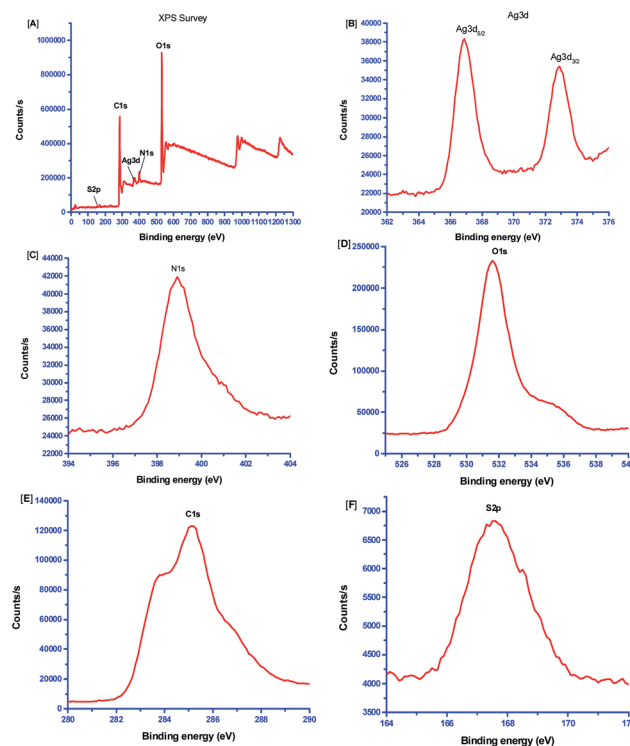 [A]
XPS Survey
1000000
800000
600000
400000
200000
0
Counts/s
O1s
C1s
N1s
Ag3d
S2p
0 100 200 300 400 500 600 700 800 900 1000 1100 1200 1300
Binding energy (eV)
[B]
Ag3d
40000
38000
36000
34000
32000
30000
28000
26000
24000
22000
20000
Counts/s
Ag3d5/2
Ag3d3/2
362 364 366 368 370 372 374 376
Binding energy (eV)
[C]
44000
42000
40000
38000
36000
34000
32000
30000
28000
26000
24000
22000
Counts/s
N1s
394 396 398 400 402 404
Binding energy (eV)
[D]
O1s
250000
200000
150000
100000
50000
0
Counts/s
526 528 530 532 534 536 538
Binding energy (eV)
[E]
140000
120000
100000
80000
60000
40000
20000
0
Counts/s
C1s
280 282 284 286 288 290
Binding energy (eV)
[F]
7500
7000
6500
6000
5500
5000
4500
4000
3500
Counts/s
S2p
164 166 168 170
Binding energy (eV)